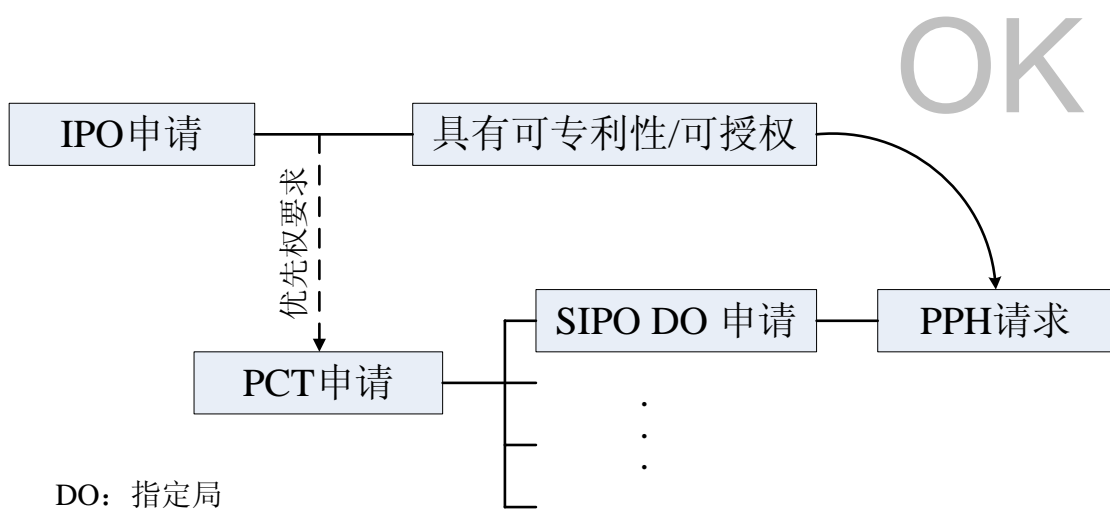 OK
IPO申请
具有可专利性/可授权
优先权要求
SIPO DO 申请
PPH请求
PCT申请
DO：指定局